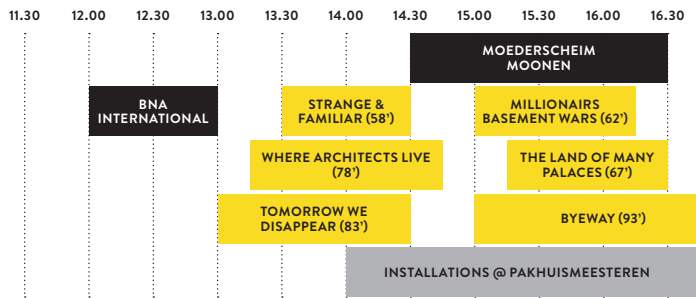 11.30 12.00 12.30 13.00 13.30 14.00 14.30 15.00 15.30 16.00 16.30
MOEDERSCHEIM
MOONEN
BNA
INTERNATIONAL
STRANGE &
FAMILIAR (58’)
MILLIONAIRS
BASEMENT WARS (62’)
WHERE ARCHITECTS LIVE
(78’)
THE LAND OF MANY
PALACES (67’)
TOMORROW WE
DISAPPEAR (83’)
BYEWAY (93’)
INSTALLATIONS @ PAKHUISMEESTEREN